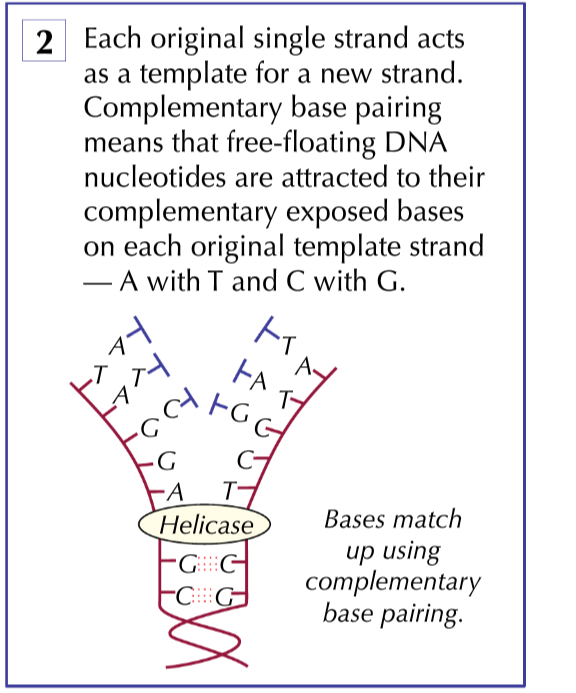 2 Each original single strand acts
as a template for a new strand.
Complementary base pairing
means that free-floating DNA
nucleotides are attracted to their
complementary exposed bases
on each original template strand
— A with T and C with G.
A T
T T A A
A C G T
G G
G C
A T
Helicase
G C
C G
Bases match
up using
complementary
base pairing.